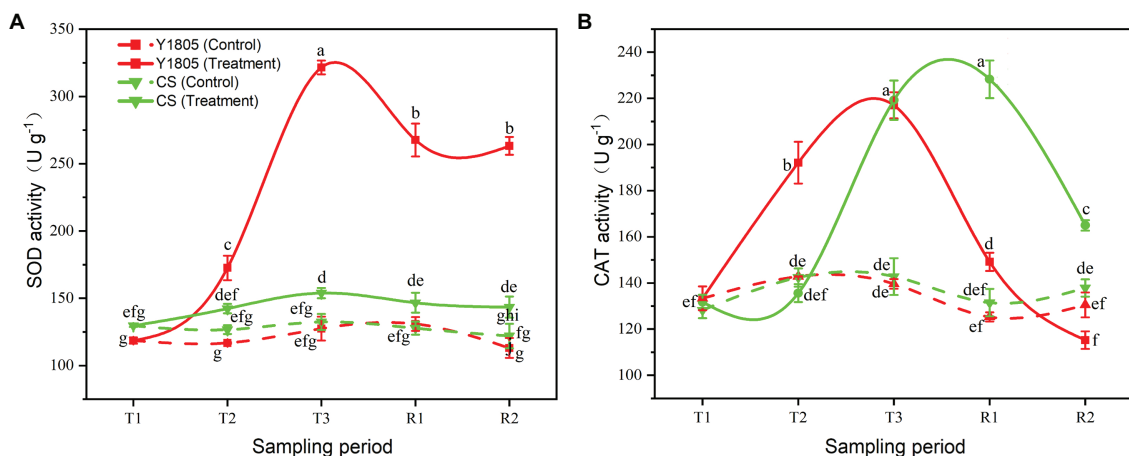 A
350
300
250
200
150
100
SOD activity（U g⁻¹）
Y1805 (Control)
Y1805 (Treatment)
CS (Control)
CS (Treatment)
a
b
b
c
d
de
de
def
efg
efg
efg
efg
ghi
fg
g
g
g
T1 T2 T3 R1 R2
Sampling period
B
240
220
200
180
160
140
120
100
CAT activity（U g⁻¹）
a
a
b
c
d
de
de
de
def
def
de
ef
ef
ef
f
T1 T2 T3 R1 R2
Sampling period